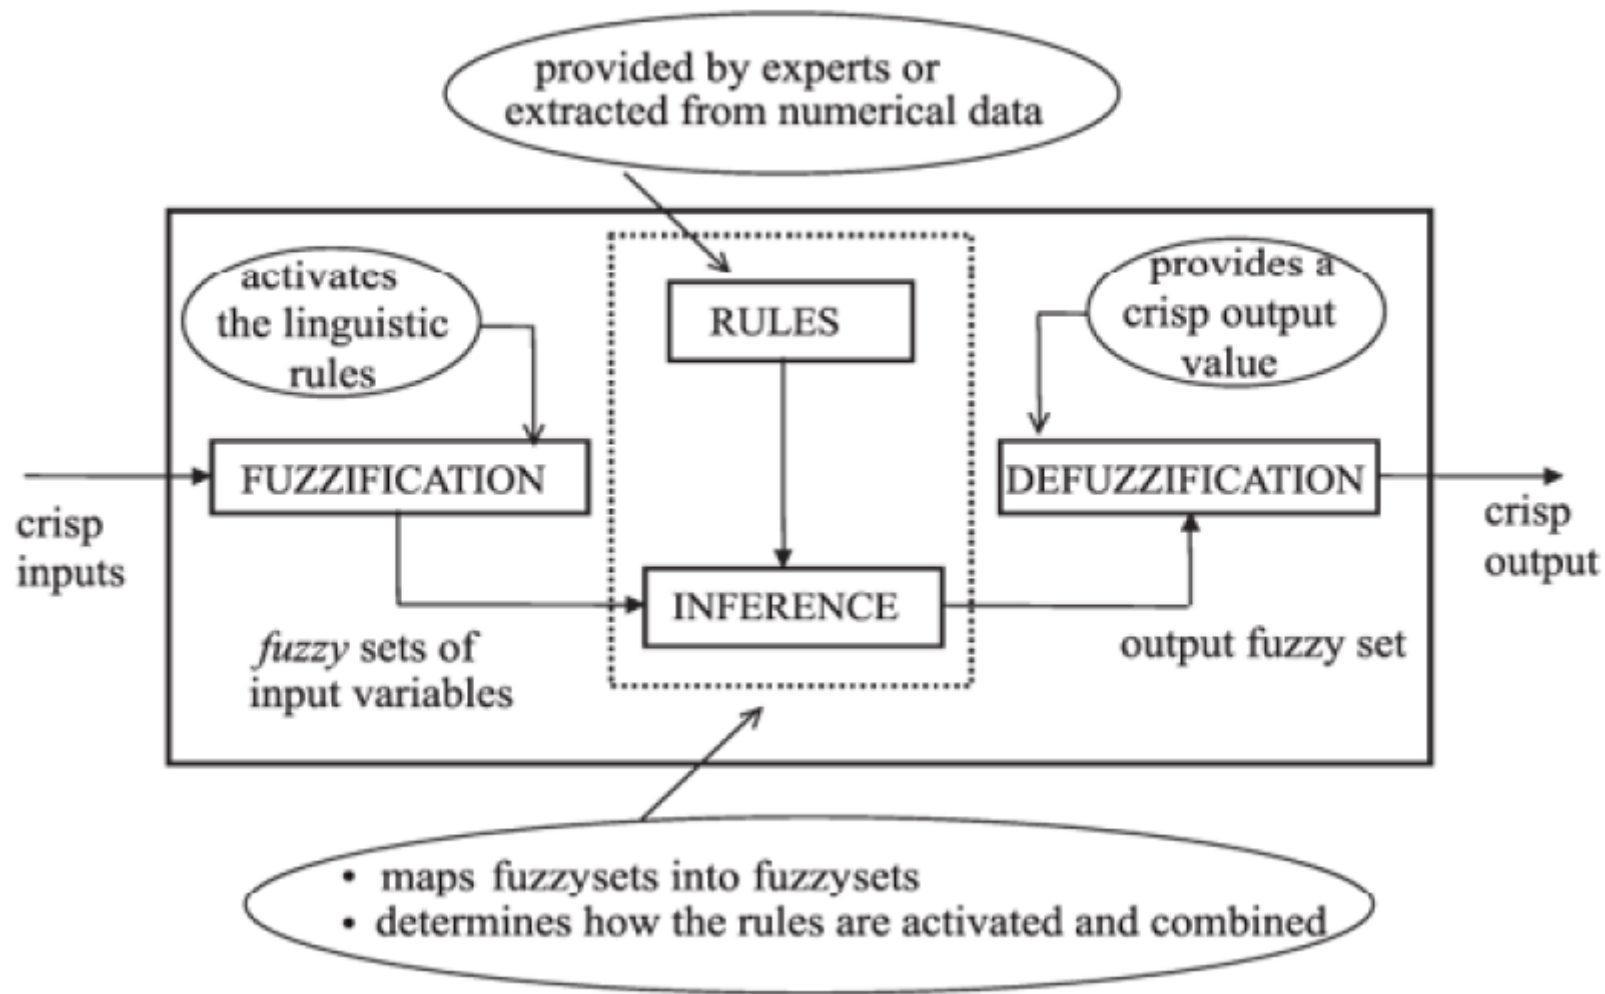 provided by experts or
extracted from numerical data
activates
the linguistic
rules
RULES
provides a
crisp output
value
FUZZIFICATION
DEFUZZIFICATION
crisp
inputs
crisp
output
INFERENCE
fuzzy sets of
input variables
output fuzzy set
• maps fuzzysets into fuzzysets
• determines how the rules are activated and combined